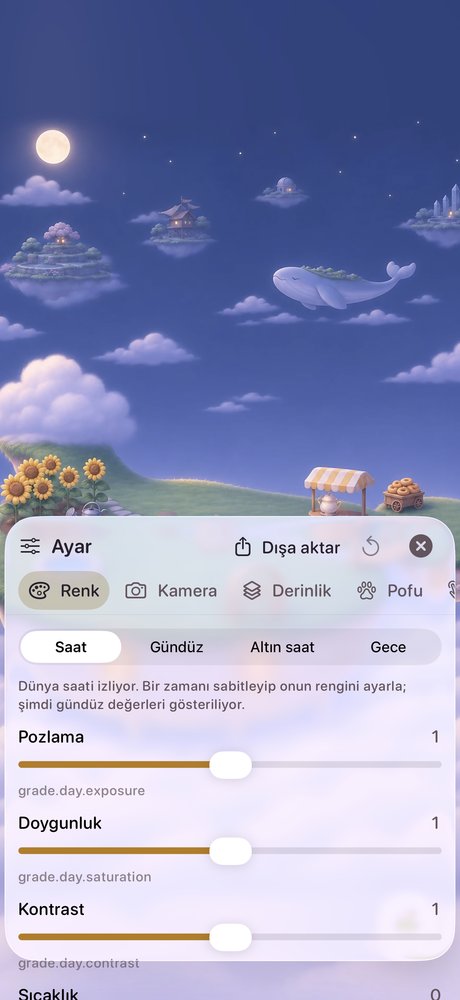 Ayar
Dışa aktar
Renk
Kamera
Derinlik
Pofu
Saat
Gündüz
Altın saat
Gece
Dünya saati izliyor. Bir zamanı sabitleyip onun rengini ayarla;
şimdi gündüz değerleri gösteriliyor.
Pozlama 1
grade.day.exposure
Doygunluk 1
grade.day.saturation
Kontrast 1
grade.day.contrast
Sıcaklık 0